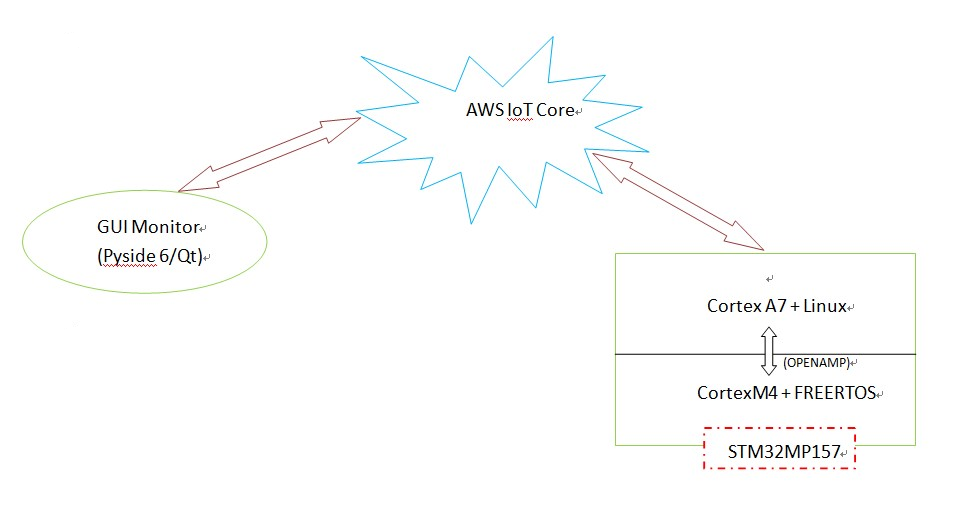 AWS IoT Core
GUI Monitor
(Pyside 6/Qt)
Cortex A7 + Linux
(OPENAMP)
CortexM4 + FREERTOS
STM32MP157